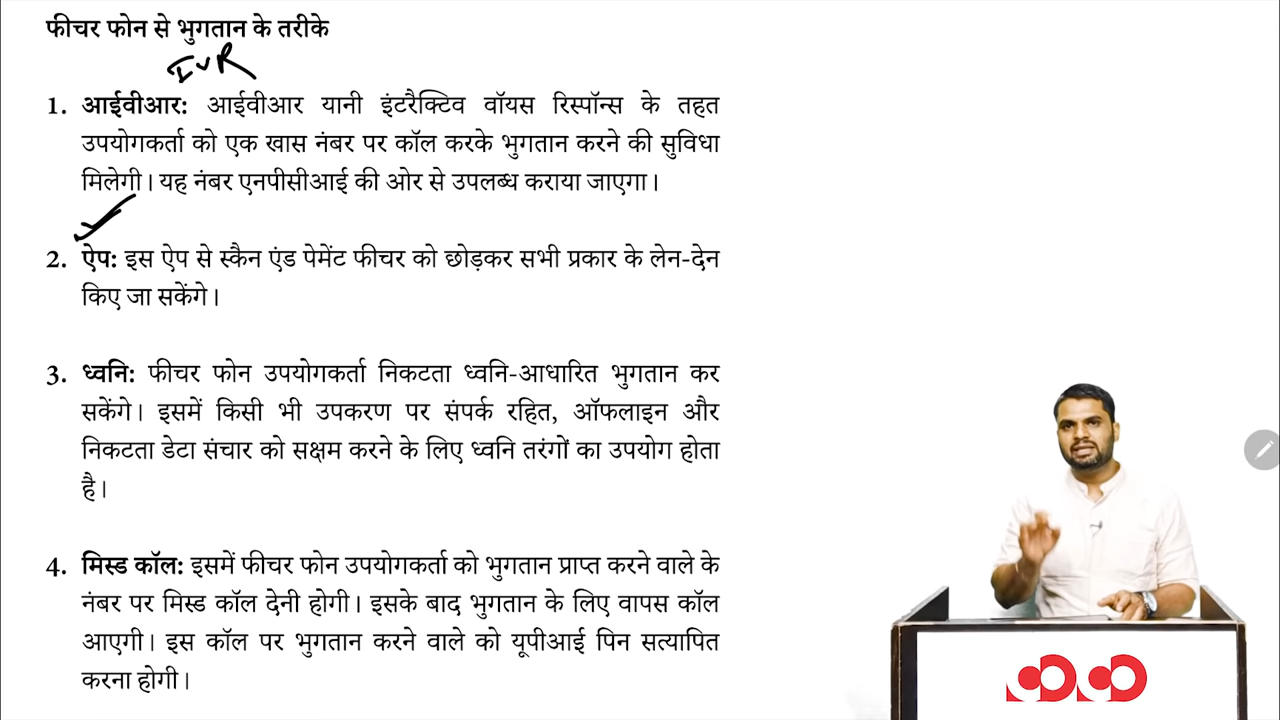 फीचर फोन से भुगतान के तरीके
IVR
1. आईवीआर: आईवीआर यानी इंटरैक्टिव वॉयस रिस्पॉन्स के तहत
उपयोगकर्ता को एक खास नंबर पर कॉल करके भुगतान करने की सुविधा
मिलेगी। यह नंबर एनपीसीआई की ओर से उपलब्ध कराया जाएगा।
2. ऐप: इस ऐप से स्कैन एंड पेमेंट फीचर को छोड़कर सभी प्रकार के लेन-देन
किए जा सकेंगे।
3. ध्वनि: फीचर फोन उपयोगकर्ता निकटता ध्वनि-आधारित भुगतान कर
सकेंगे। इसमें किसी भी उपकरण पर संपर्क रहित, ऑफलाइन और
निकटता डेटा संचार को सक्षम करने के लिए ध्वनि तरंगों का उपयोग होता
है।
4. मिस्ड कॉल: इसमें फीचर फोन उपयोगकर्ता को भुगतान प्राप्त करने वाले के
नंबर पर मिस्ड कॉल देनी होगी। इसके बाद भुगतान के लिए वापस कॉल
आएगी। इस कॉल पर भुगतान करने वाले को यूपीआई पिन सत्यापित
करना होगी।